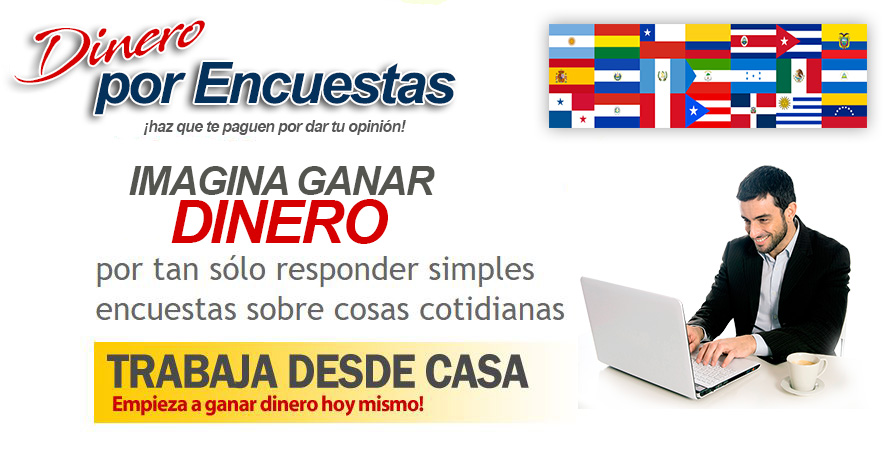 Dinero
por Encuestas
¡haz que te paguen por dar tu opinión!
IMAGINA GANAR
DINERO
por tan sólo responder simples
encuestas sobre cosas cotidianas
TRABAJA DESDE CASA
Empieza a ganar dinero hoy mismo!